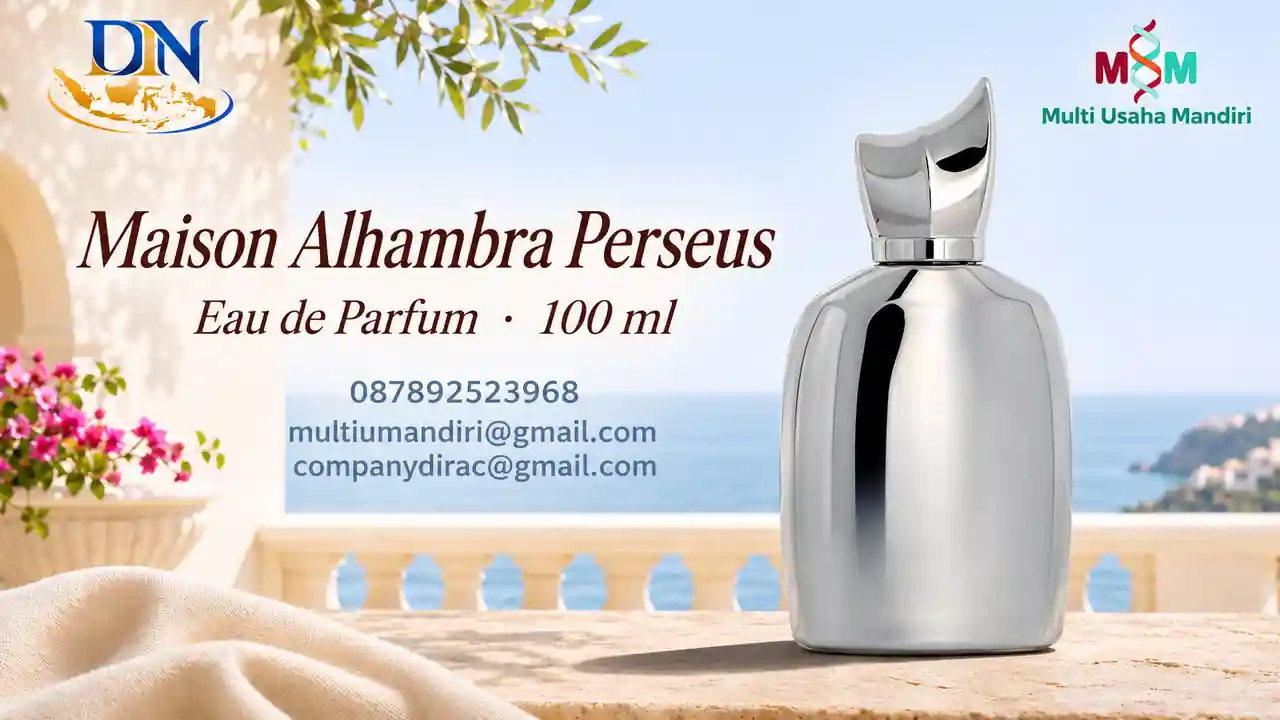 DN
MSM
Multi Usaha Mandiri
Maison Alhambra Perseus
Eau de Parfum · 100 ml
087892523968
multiumandiri@gmail.com
companydirac@gmail.com